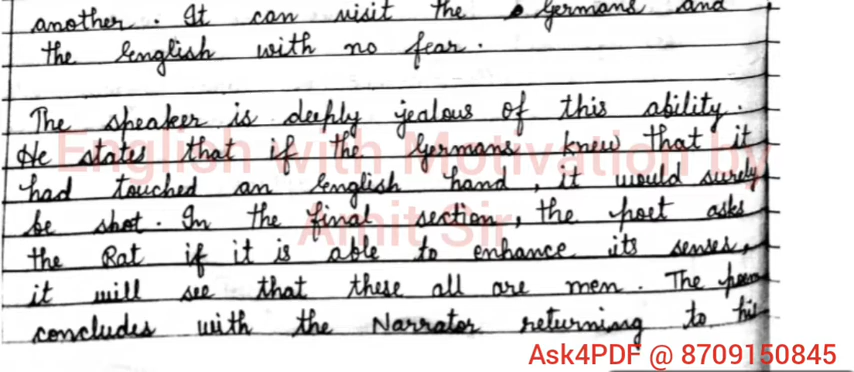 another. It can visit the Germans and
the English with no fear.
The speaker is deeply jealous of this ability.
He states that if the Germans knew that it
had touched an English hand, it would surely
be shot. In the final section, the poet asks
the Rat if it is able to enhance its senses,
it will see that these all are men. The
concludes with the Narrator returning to his
English with Motivation by
Amit Sir
Ask4PDF @ 8709150845